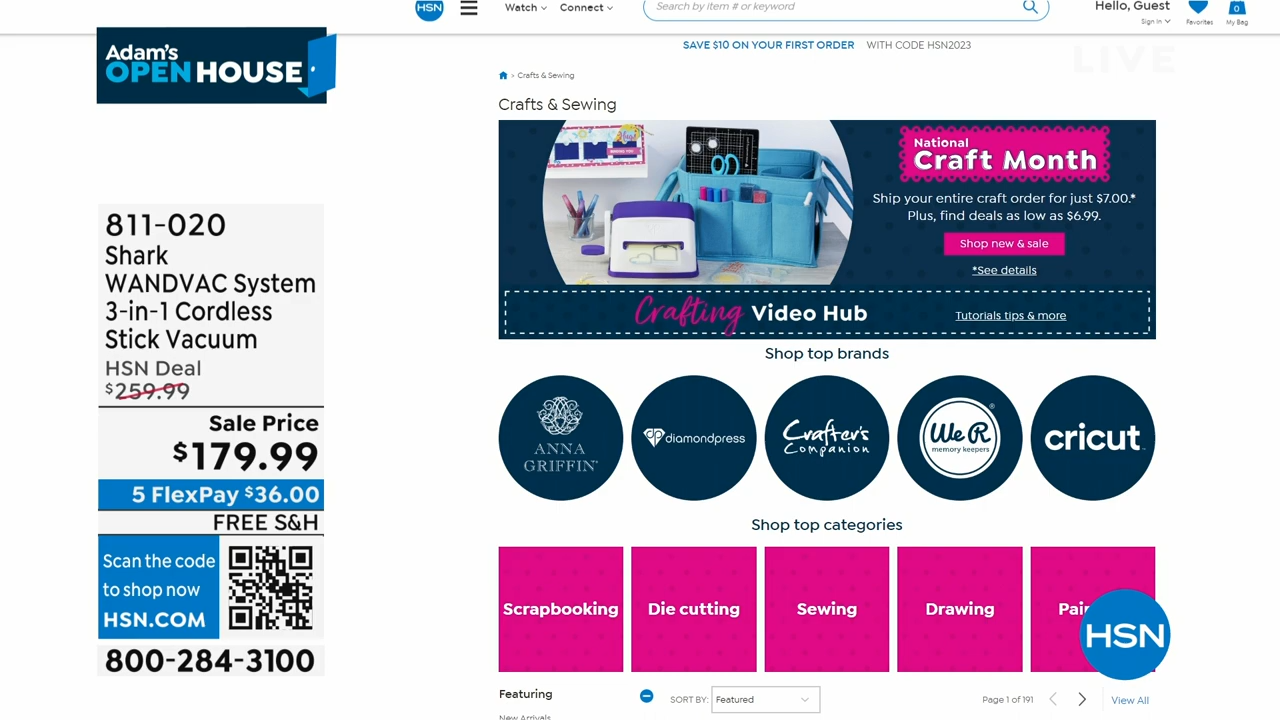 HSN
Watch
Connect
Search by item # or keyword
Hello, Guest
Sign In
Favorites
0
My Bag
Adam's
OPEN HOUSE
SAVE $10 ON YOUR FIRST ORDER WITH CODE HSN2023
LIVE
> Crafts & Sewing
Crafts & Sewing
National
Craft Month
Ship your entire craft order for just $7.00.*
Plus, find deals as low as $6.99.
Shop new & sale
*See details
Crafting Video Hub
Tutorials tips & more
811-020
Shark
WANDVAC System
3-in-1 Cordless
Stick Vacuum
HSN Deal
$259.99
Sale Price
$179.99
5 FlexPay $36.00
FREE S&H
Scan the code
to shop now
HSN.COM
800-284-3100
Shop top brands
ANNA
GRIFFIN
dp diamondpress
Crafter's
Companion
We R
memory keepers
®
cricut
Shop top categories
Scrapbooking
Die cutting
Sewing
Drawing
HSN
Featuring
SORT BY: Featured
Page 1 of 191
View All
New Arrivals